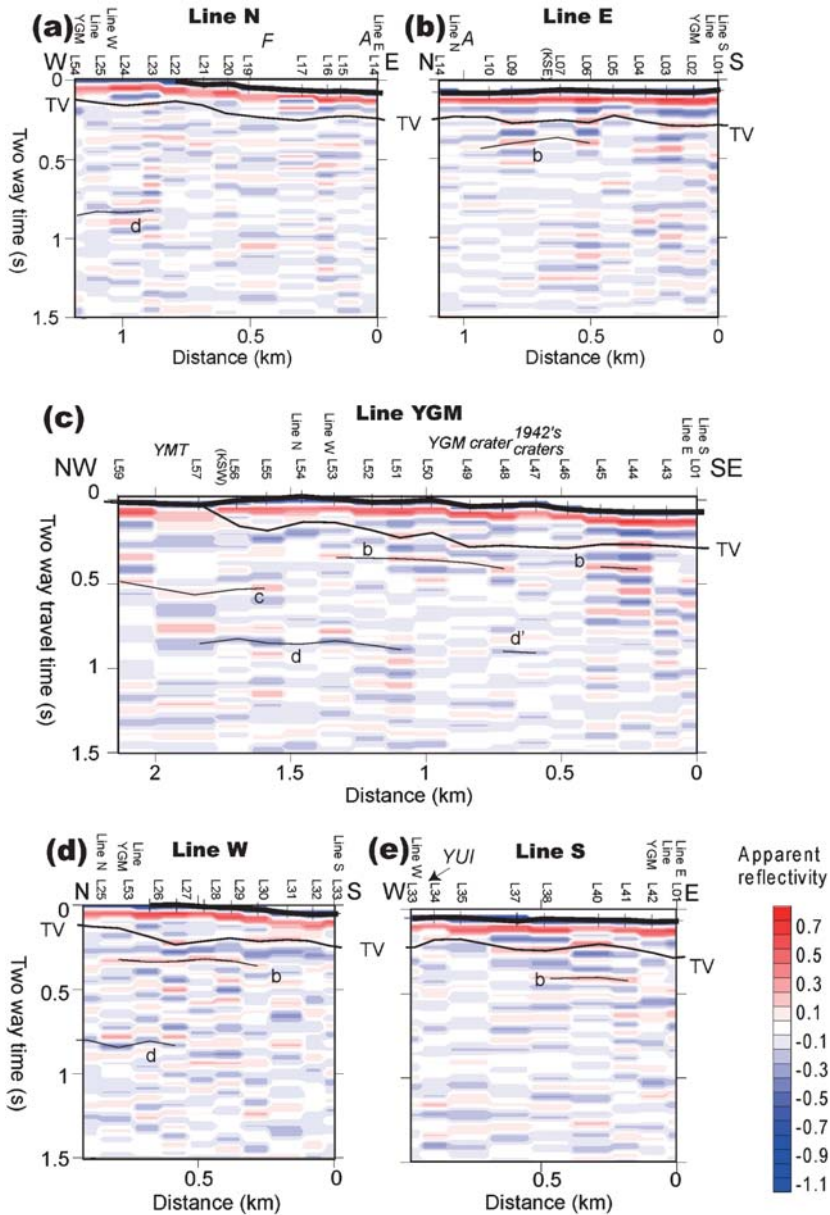 (a) Line N
YGM Line L54
L25
Line W L24
L23
L22
L21
L20
L19
F
L17
L16
L15
A
Line E L14
W E
0
TV TV
0.5
1
1.5
d
Two way time (s)
1 0.5 0
Distance (km)
(b) Line E
N S
L14
Line N
A
L10
L09
(KSE)
L07
L06
L05
L04
L03
YGM Line
L02
Line S L01
TV
b
1 0.5 0
Distance (km)
(c) Line YGM
YMT
YGM crater
1942's
craters
NW SE
L59
L57
(KSW)
L56
L55
Line N L54
Line W L53
L52
L51
L50
L49
L48
L47
L46
L45
L44
L43
Line E
Line S
L01
0
0.5
1
1.5
Two way travel time (s)
TV
b b
c
d d'
2 1.5 1 0.5 0
Distance (km)
(d) Line W
N S
Line N L25
YGM Line L53
L26
L27
L28
L29
L30
L31
L32
Line S L33
0
TV TV
0.5
1
1.5
b
d
Two way time (s)
0.5 0
Distance (km)
(e) Line S
YUI
W E
Line W L33
L34
L35
L37
L38
L40
L41
YGM Line
L42
Line E
L01
TV
b
0.5 0
Distance (km)
Apparent
reflectivity
0.7
0.5
0.3
0.1
-0.1
-0.3
-0.5
-0.7
-0.9
-1.1